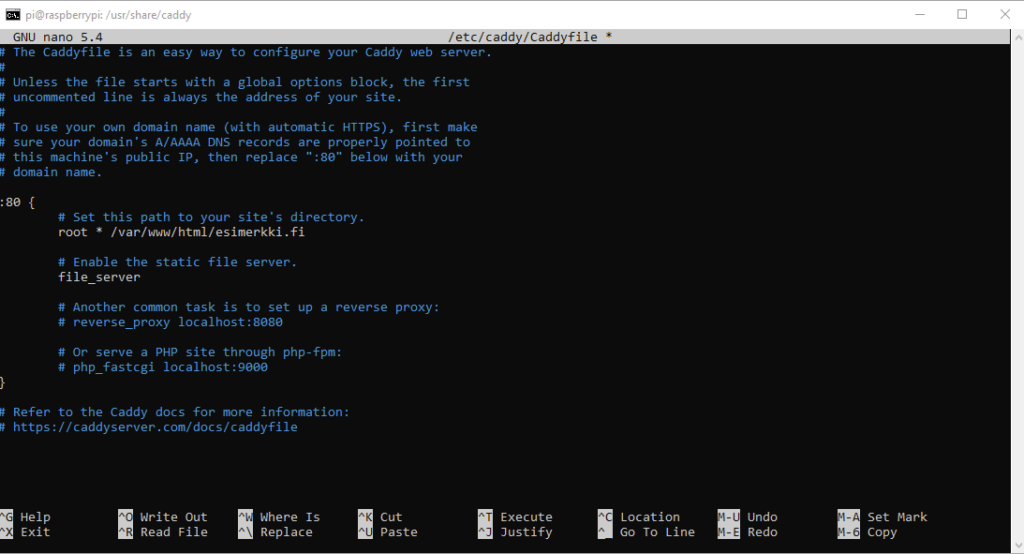 pi@raspberrypi: /usr/share/caddy
GNU nano 5.4 /etc/caddy/Caddyfile *
# The Caddyfile is an easy way to configure your Caddy web server.
#
# Unless the file starts with a global options block, the first
# uncommented line is always the address of your site.
#
# To use your own domain name (with automatic HTTPS), first make
# sure your domain's A/AAAA DNS records are properly pointed to
# this machine's public IP, then replace ":80" below with your
# domain name.
:80 {
# Set this path to your site's directory.
root * /var/www/html/esimerkki.fi
# Enable the static file server.
file_server
# Another common task is to set up a reverse proxy:
# reverse_proxy localhost:8080
# Or serve a PHP site through php-fpm:
# php_fastcgi localhost:9000
}
# Refer to the Caddy docs for more information:
# https://caddyserver.com/docs/caddyfile
^G Help ^O Write Out ^W Where Is ^K Cut ^T Execute ^C Location M-U Undo M-A Set Mark
^X Exit ^R Read File ^\ Replace ^U Paste ^J Justify ^_ Go To Line M-E Redo M-6 Copy